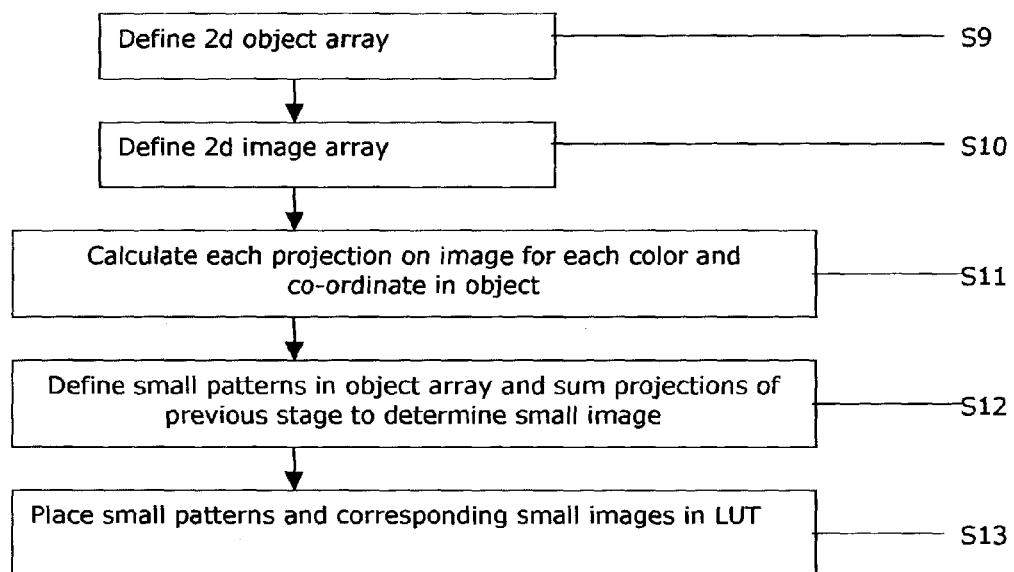 Define 2d object array
S9
Define 2d image array
S10
Calculate each projection on image for each color and
co-ordinate in object
S11
Define small patterns in object array and sum projections of
previous stage to determine small image
S12
Place small patterns and corresponding small images in LUT
S13